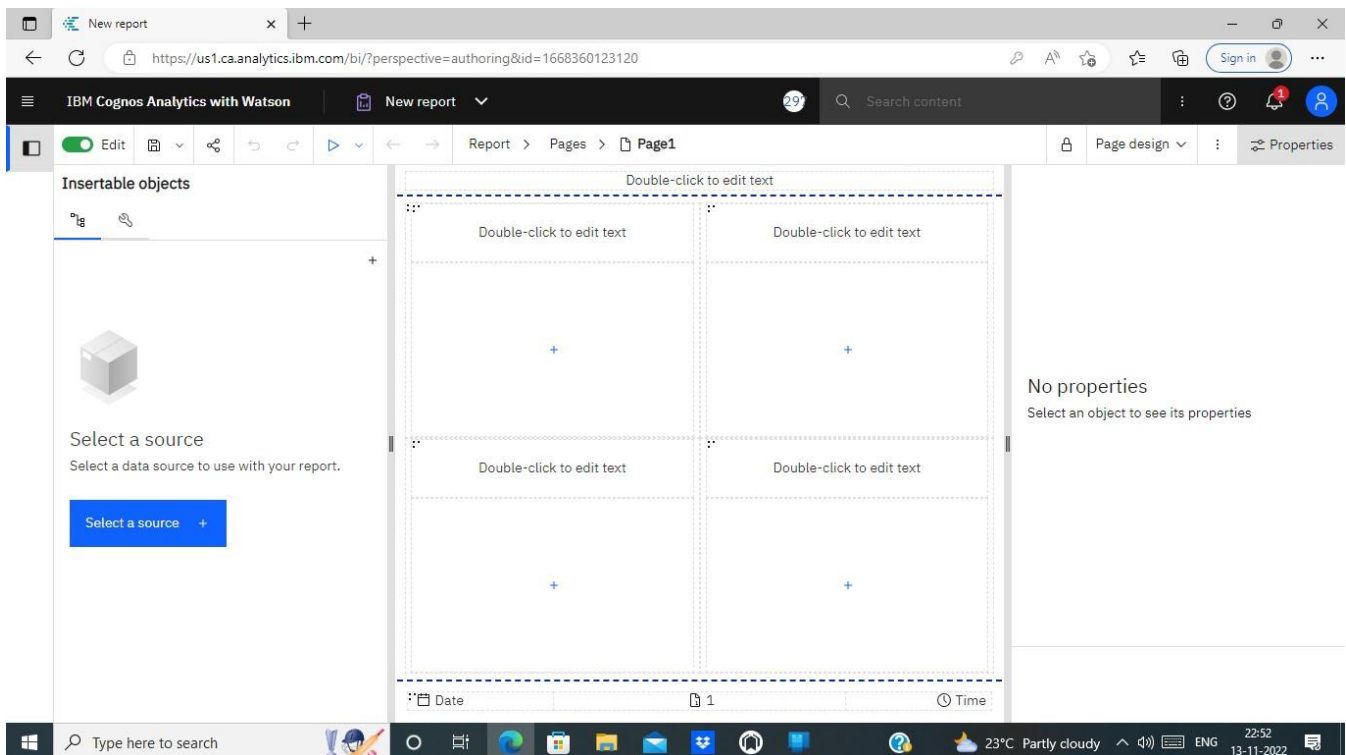 New report
https://us1.ca.analytics.ibm.com/bi/?perspective=authoring&id=1668360123120
Sign in
IBM Cognos Analytics with Watson
New report
29
Search content
1
Edit
Report > Pages > Page1
Page design
Properties
Insertable objects
Select a source
Select a data source to use with your report.
Select a source +
Double-click to edit text
Double-click to edit text Double-click to edit text
Double-click to edit text Double-click to edit text
Date 1 Time
No properties
Select an object to see its properties
Type here to search
23°C Partly cloudy
ENG
22:52
13-11-2022